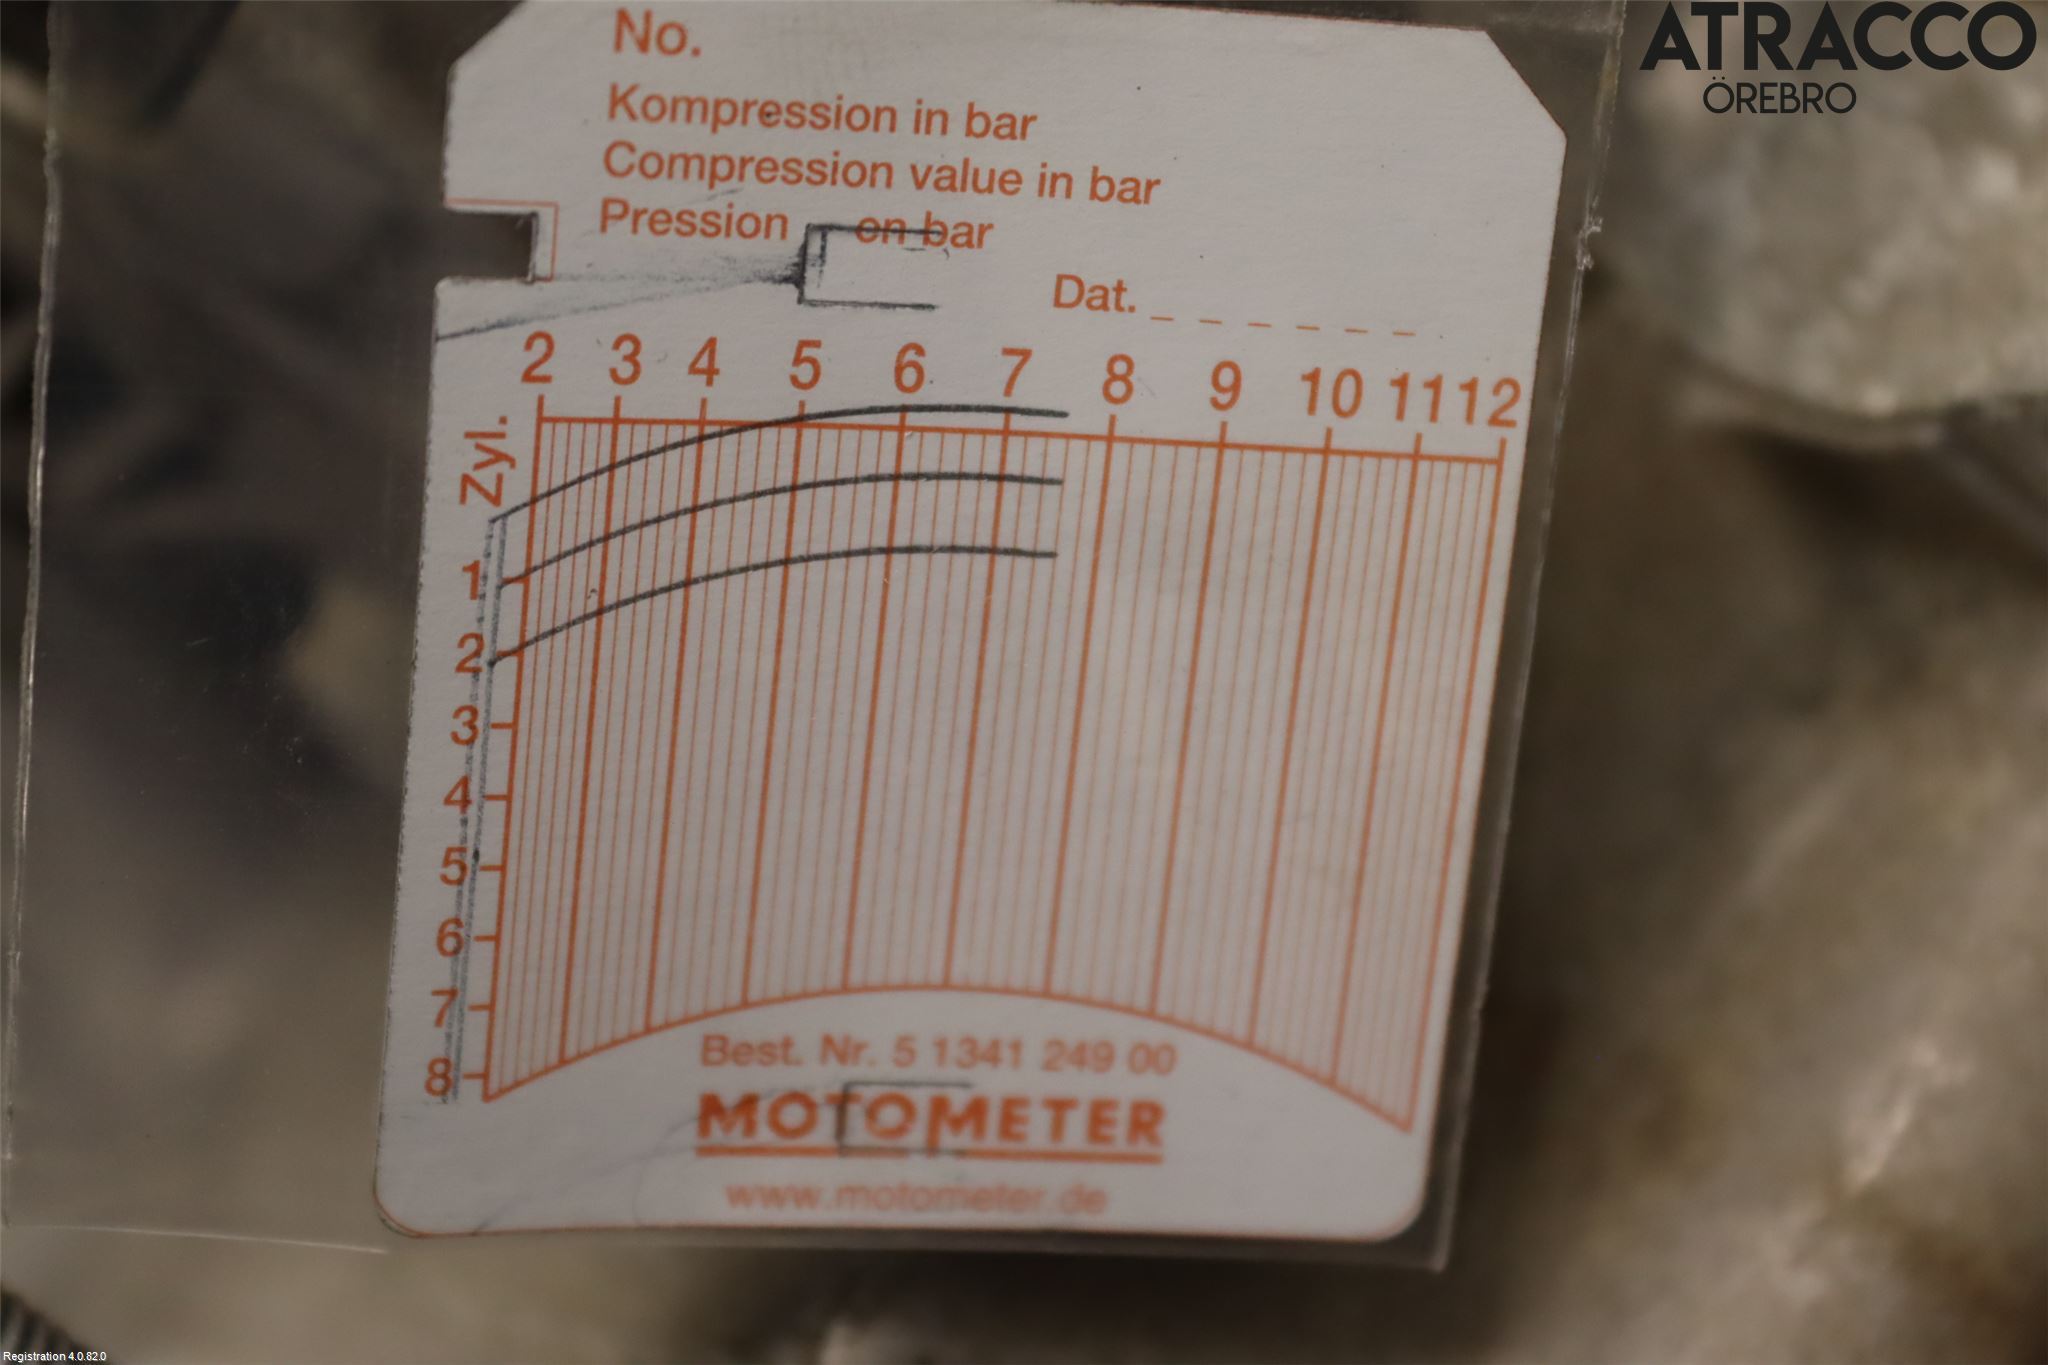 ATRACCO
ÖREBRO
No.
Kompression in bar
Compression value in bar
Pression en bar
Dat. _ _ _ _ _ _
2 3 4 5 6 7 8 9 10 11 12
Zyl.
1
2
3
4
5
6
7
8
Best. Nr. 5 1341 249 00
MOTOMETER
www.motometer.de
Registration 4.0.82.0